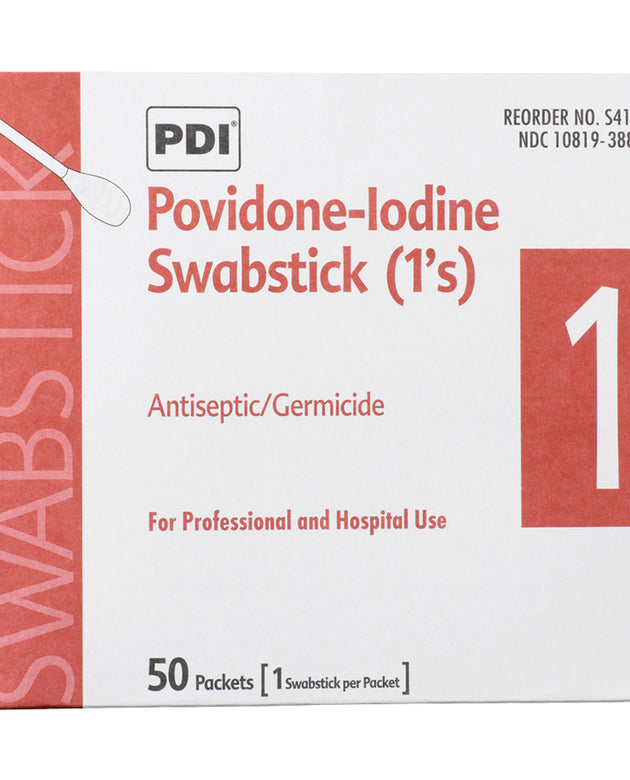 SWABSTICK
PDI®
REORDER NO. S41
NDC 10819-388
Povidone-Iodine
Swabstick (1's)
1
Antiseptic/Germicide
For Professional and Hospital Use
50 Packets [1 Swabstick per Packet]